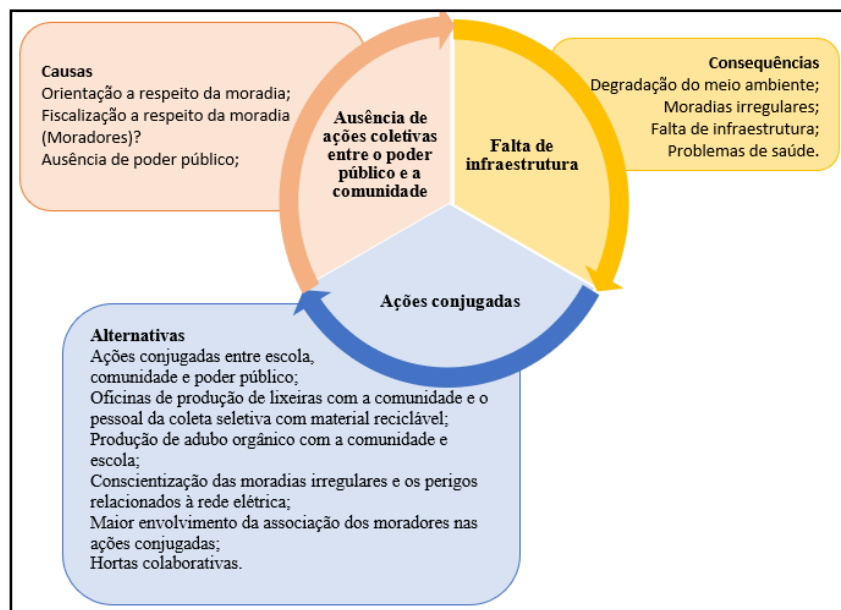 Causas
Orientação a respeito da moradia;
Fiscalização a respeito da moradia
(Moradores)?
Ausência de poder público;
Ausência de
ações coletivas
entre o poder
público e a
comunidade
Falta de
infraestrutura
Consequências
Degradação do meio ambiente;
Moradias irregulares;
Falta de infraestrutura;
Problemas de saúde.
Ações conjugadas
Alternativas
Ações conjugadas entre escola,
comunidade e poder público;
Oficinas de produção de lixeiras com a comunidade e o
pessoal da coleta seletiva com material reciclável;
Produção de adubo orgânico com a comunidade e
escola;
Conscientização das moradias irregulares e os perigos
relacionados à rede elétrica;
Maior envolvimento da associação dos moradores nas
ações conjugadas;
Hortas colaborativas.